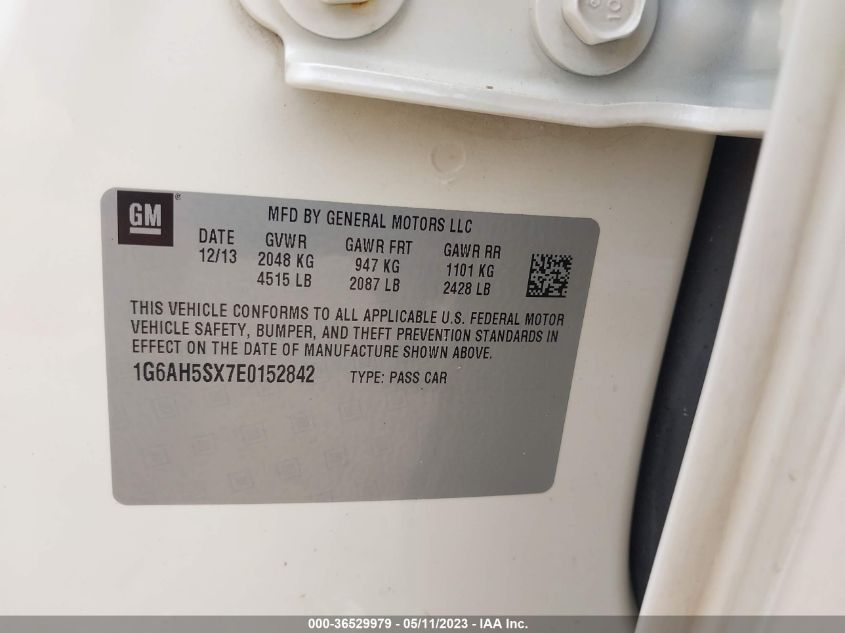 10
GM
®
MFD BY GENERAL MOTORS LLC
DATE GVWR GAWR FRT GAWR RR
12/13 2048 KG 947 KG 1101 KG
4515 LB 2087 LB 2428 LB
THIS VEHICLE CONFORMS TO ALL APPLICABLE U.S. FEDERAL MOTOR
VEHICLE SAFETY, BUMPER, AND THEFT PREVENTION STANDARDS IN
EFFECT ON THE DATE OF MANUFACTURE SHOWN ABOVE.
1G6AH5SX7E0152842 TYPE: PASS CAR
000-36529979 - 05/11/2023 - IAA Inc.